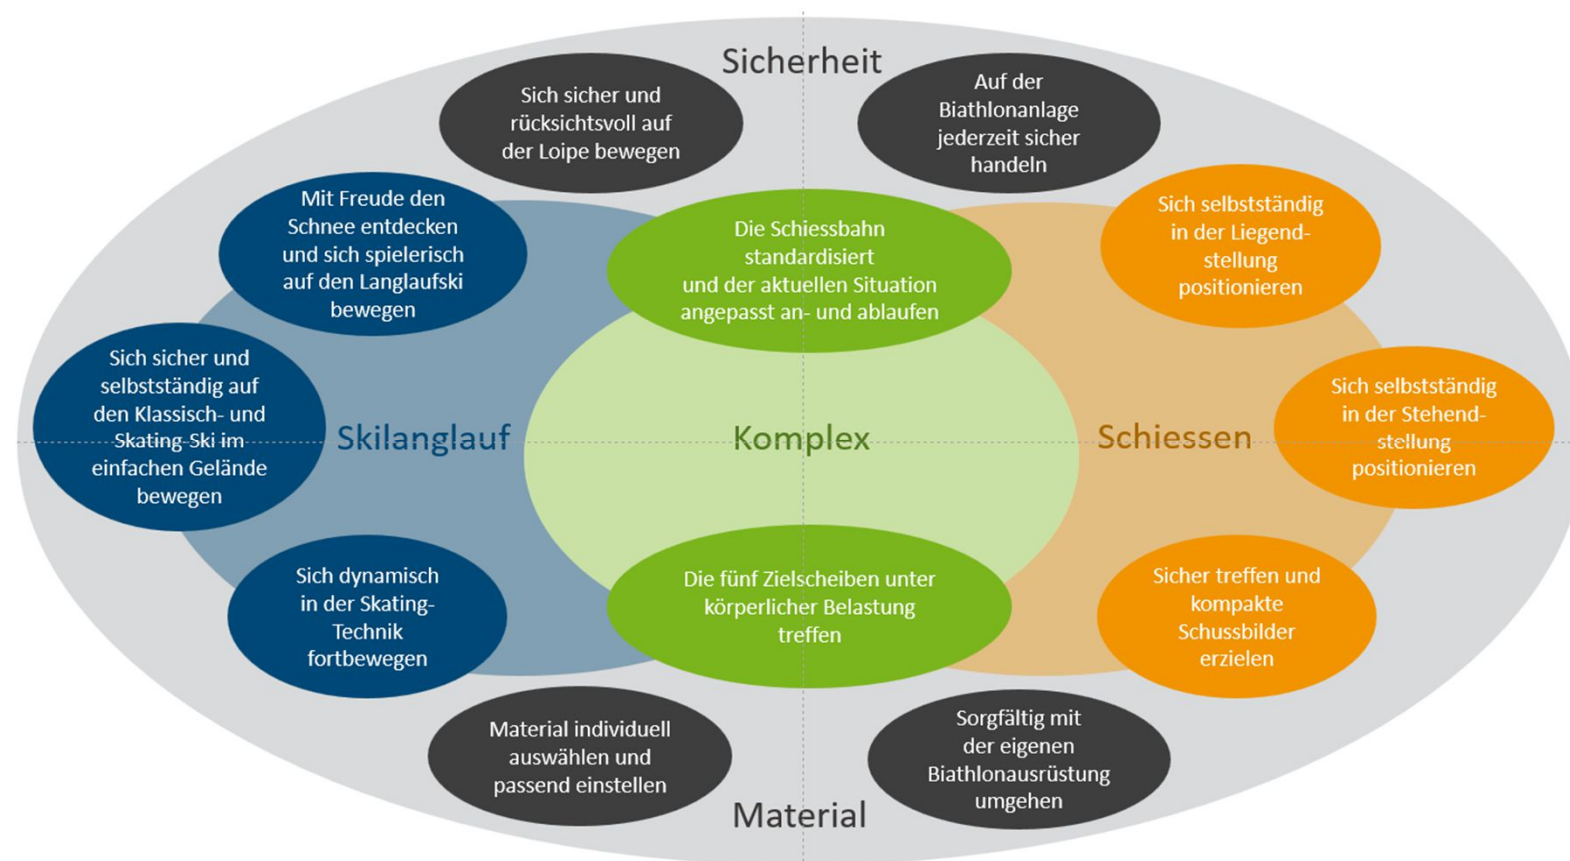 Sicherheit
Sich sicher und
rücksichtsvoll auf
der Loipe bewegen
Auf der
Biathlonanlage
jederzeit sicher
handeln
Mit Freude den
Schnee entdecken
und sich spielerisch
auf den Langlaufski
bewegen
Die Schiessbahn
standardisiert
und der aktuellen Situation
angepasst an- und ablaufen
Sich selbstständig
in der Liegend-
stellung
positionieren
Sich sicher und
selbstständig auf
den Klassisch- und
Skating-Ski im
einfachen Gelände
bewegen
Skilanglauf
Komplex
Schiessen
Sich selbstständig
in der Stehend-
stellung
positionieren
Sich dynamisch
in der Skating-
Technik
fortbewegen
Die fünf Zielscheiben unter
körperlicher Belastung
treffen
Sicher treffen und
kompakte
Schussbilder
erzielen
Material individuell
auswählen und
passend einstellen
Sorgfältig mit
der eigenen
Biathlonausrüstung
umgehen
Material